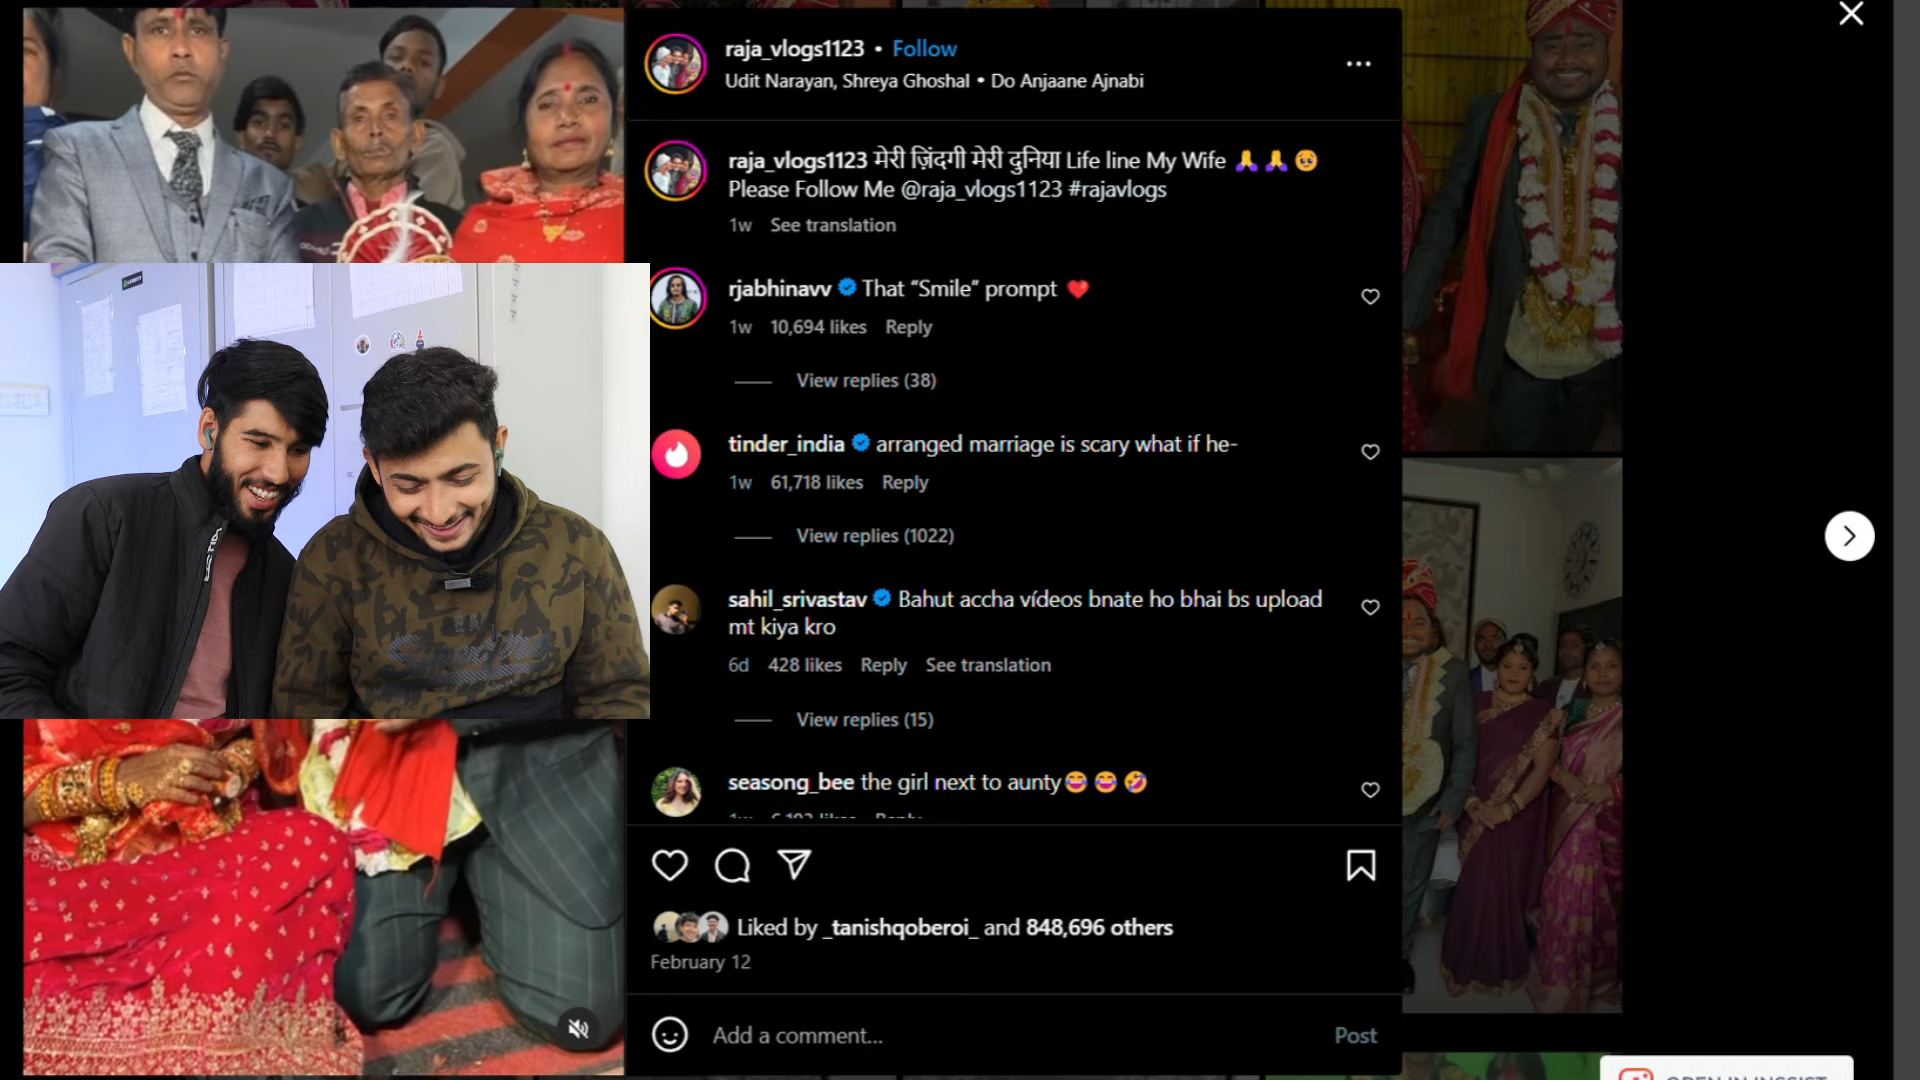 raja_vlogs1123 • Follow
Udit Narayan, Shreya Ghoshal • Do Anjaane Ajnabi
raja_vlogs1123 मेरी ज़िंदगी मेरी दुनिया Life line My Wife 🙏 🙏 🥹
Please Follow Me @raja_vlogs1123 #rajavlogs
1w See translation
rjabhinavv That “Smile” prompt ♥️
1w 10,694 likes Reply
View replies (38)
tinder_india arranged marriage is scary what if he-
1w 61,718 likes Reply
View replies (1022)
sahil_srivastav Bahut accha vídeos bnate ho bhai bs upload
mt kiya kro
6d 428 likes Reply See translation
View replies (15)
seasong_bee the girl next to aunty😂 😂 🤣
Liked by _tanishqoberoi_ and 848,696 others
February 12
Add a comment...
Post
OPEN IN INSSIST